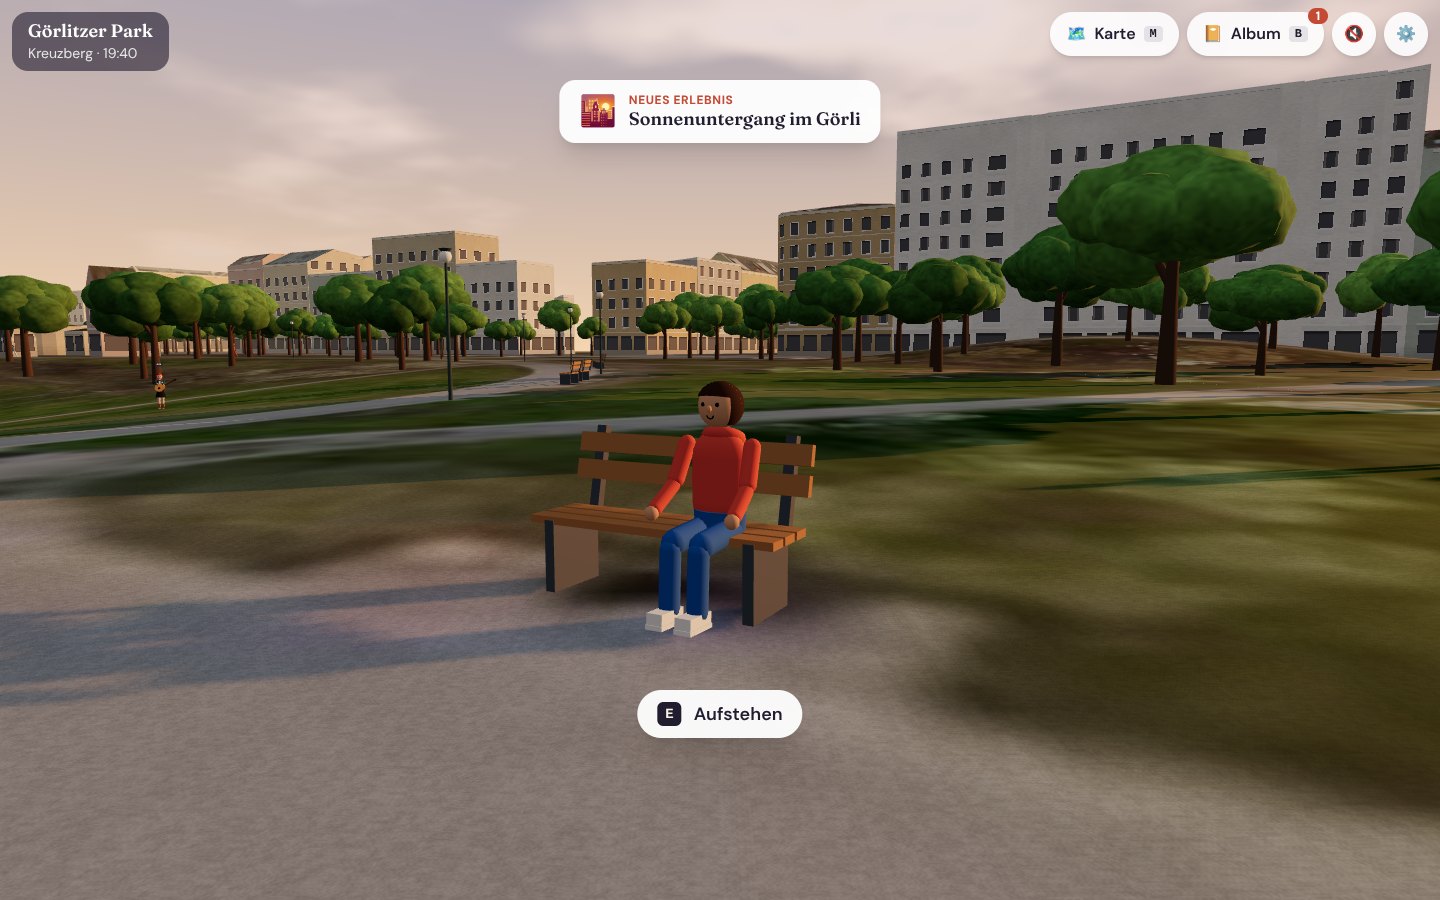 Görlitzer Park
Kreuzberg · 19:40
Karte M
Album B
1
NEUES ERLEBNIS
Sonnenuntergang im Görli
E Aufstehen